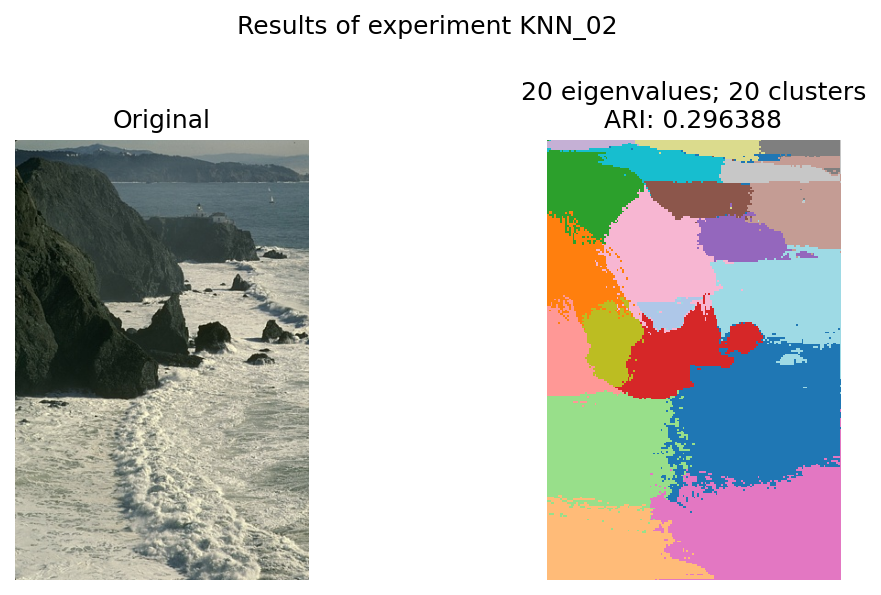 Results of experiment KNN_02
Original
20 eigenvalues; 20 clusters
ARI: 0.296388